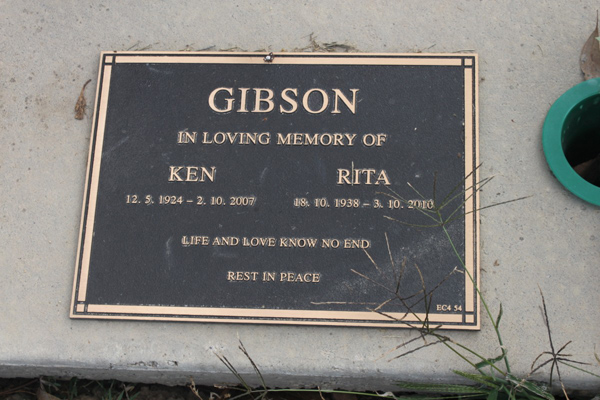 GIBSON
IN LOVING MEMORY OF
KEN RITA
12. 5. 1924 – 2. 10. 2007 18. 10. 1938 – 3. 10. 2010
LIFE AND LOVE KNOW NO END
REST IN PEACE
EC4 54